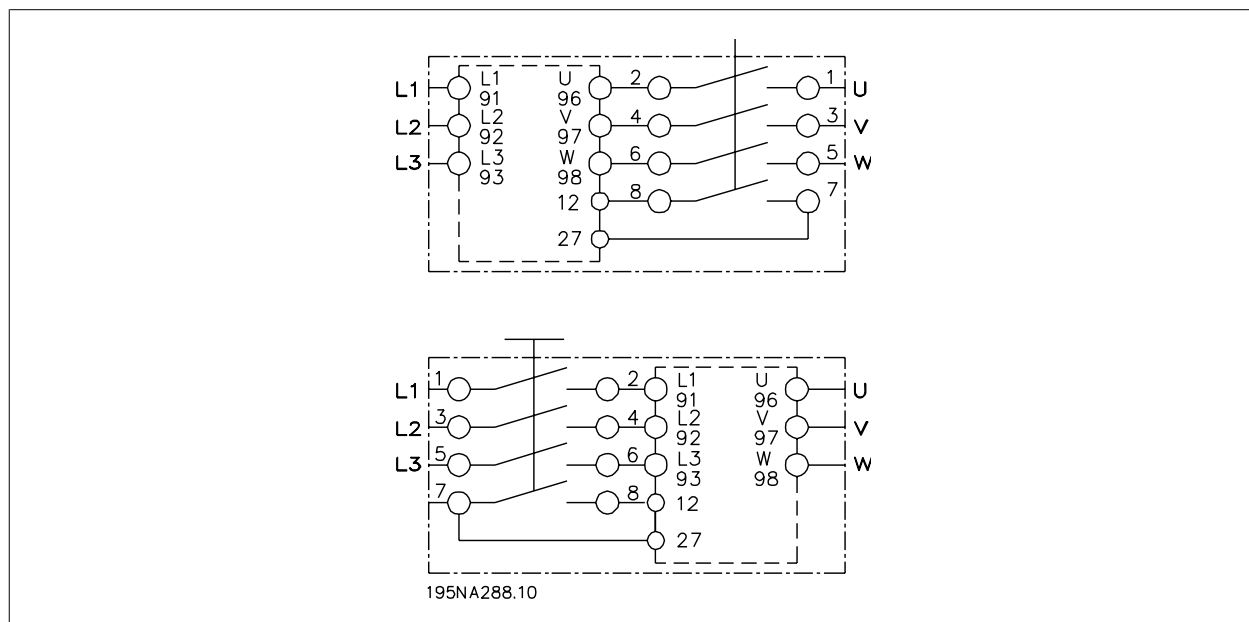 L1 L1 U 2 1 U
91 96
L2 L2 V 4 3 V
92 97
L3 L3 W 6 5 W
93 98
12 8 7
27
L1 1 2 L1 U U
91 96
L2 3 4 L2 V V
92 97
L3 5 6 L3 W W
93 98
7 8 12
27
195NA288.10